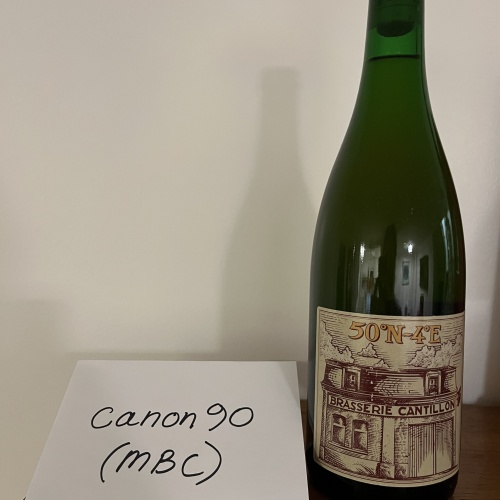 50°N-4°E
BRASSERIE CANTILLON
Canon 90
(MBC)